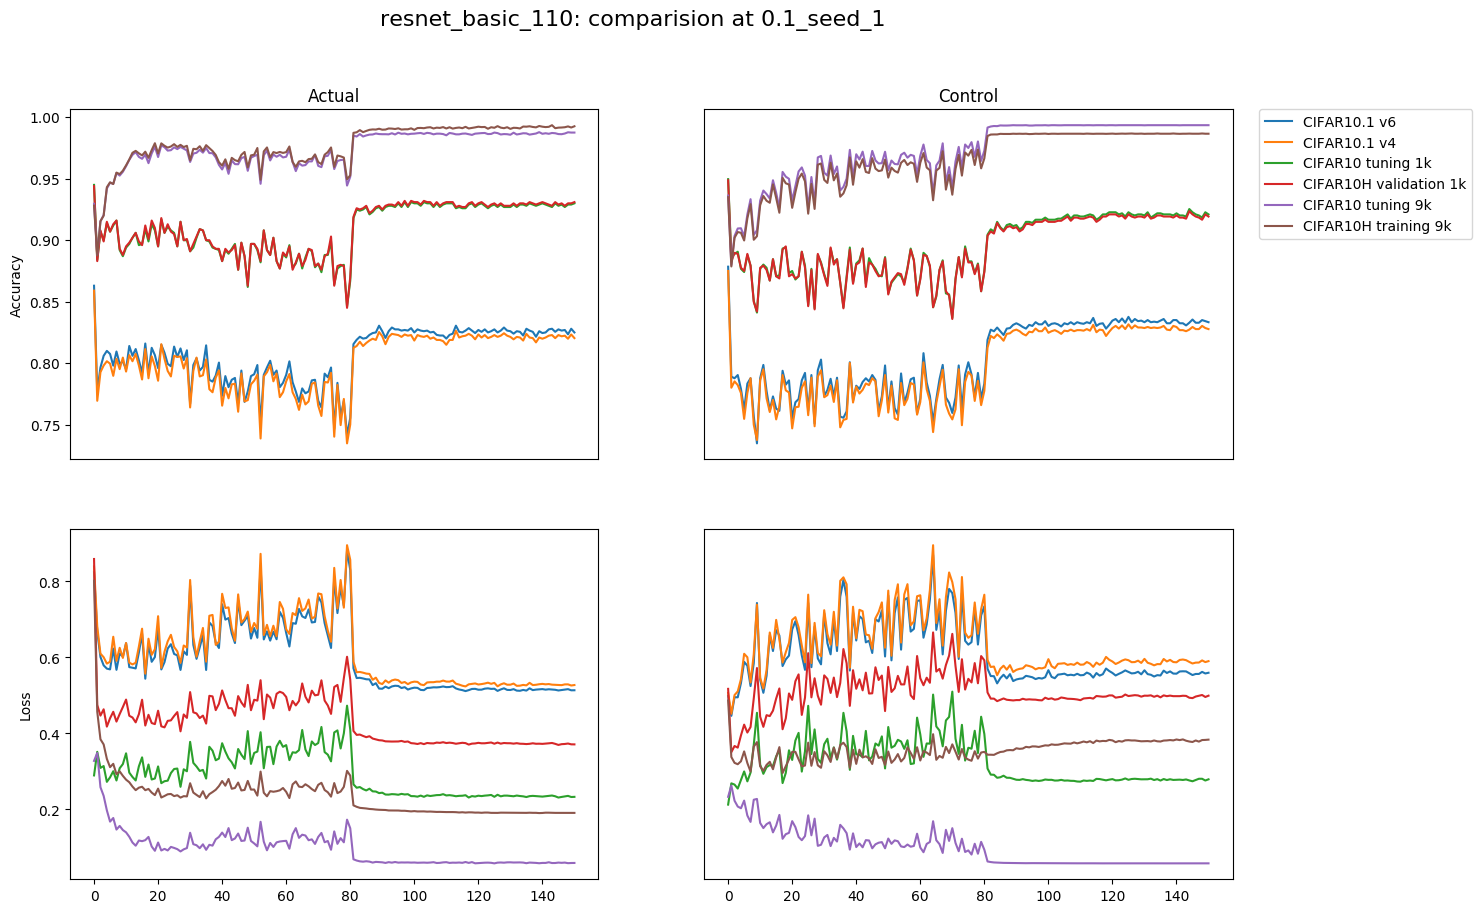 resnet_basic_110: comparision at 0.1_seed_1
Actual
Control
Accuracy
1.00
0.95
0.90
0.85
0.80
0.75
CIFAR10.1 v6
CIFAR10.1 v4
CIFAR10 tuning 1k
CIFAR10H validation 1k
CIFAR10 tuning 9k
CIFAR10H training 9k
Loss
0.8
0.6
0.4
0.2
0 20 40 60 80 100 120 140
0 20 40 60 80 100 120 140